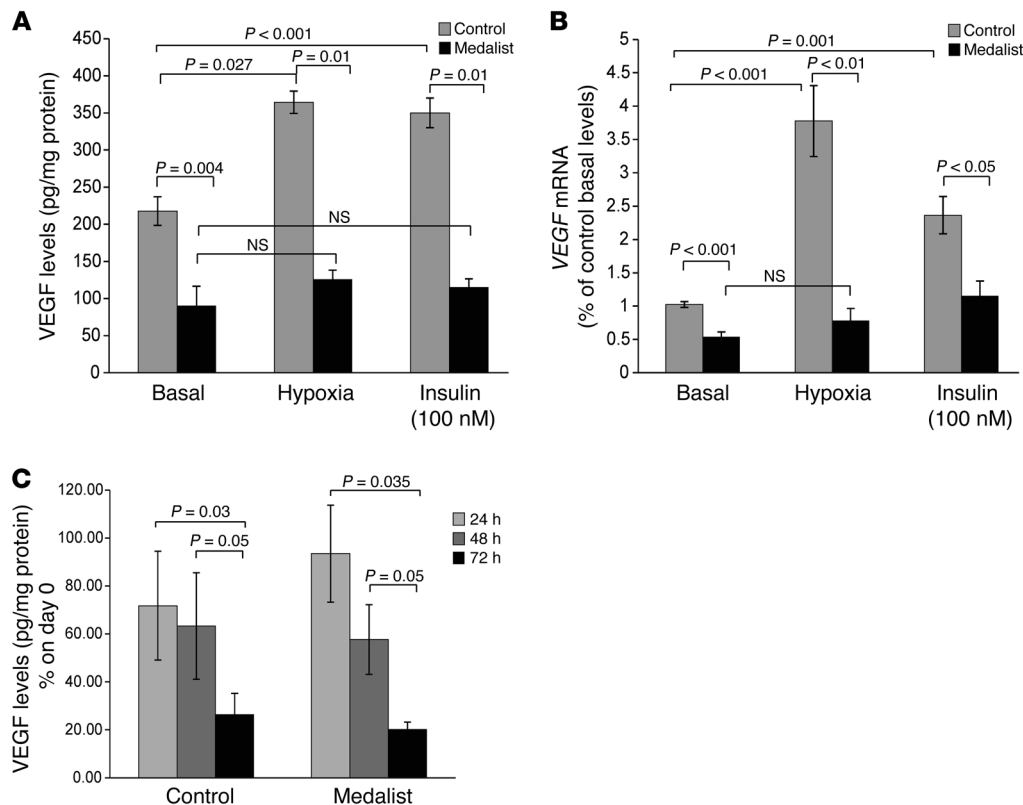 A
Control
Medalist
VEGF levels (pg/mg protein)
450
400
350
300
250
200
150
100
50
0
P < 0.001
P = 0.027
P = 0.01
P = 0.01
P = 0.004
NS
NS
Basal
Hypoxia
Insulin
(100 nM)
B
Control
Medalist
VEGF mRNA
(% of control basal levels)
5
4.5
4
3.5
3
2.5
2
1.5
1
0.5
0
P = 0.001
P < 0.001
P < 0.01
P < 0.05
P < 0.001
NS
Basal
Hypoxia
Insulin
(100 nM)
C
VEGF levels (pg/mg protein)
% on day 0
120.00
100.00
80.00
60.00
40.00
20.00
0.00
P = 0.03
P = 0.05
P = 0.035
P = 0.05
24 h
48 h
72 h
Control
Medalist